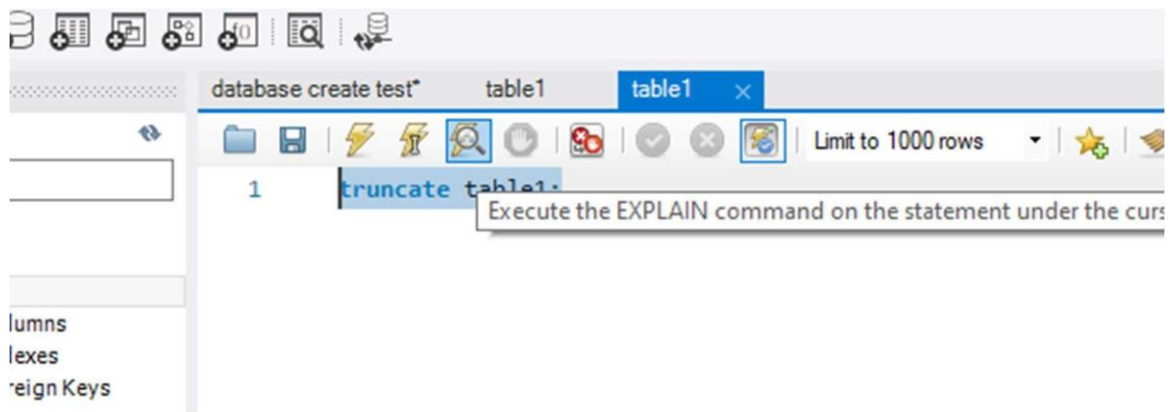 database create test* table1 table1
Limit to 1000 rows
1 truncate table1;
Execute the EXPLAIN command on the statement under the curs
lumns
lexes
reign Keys